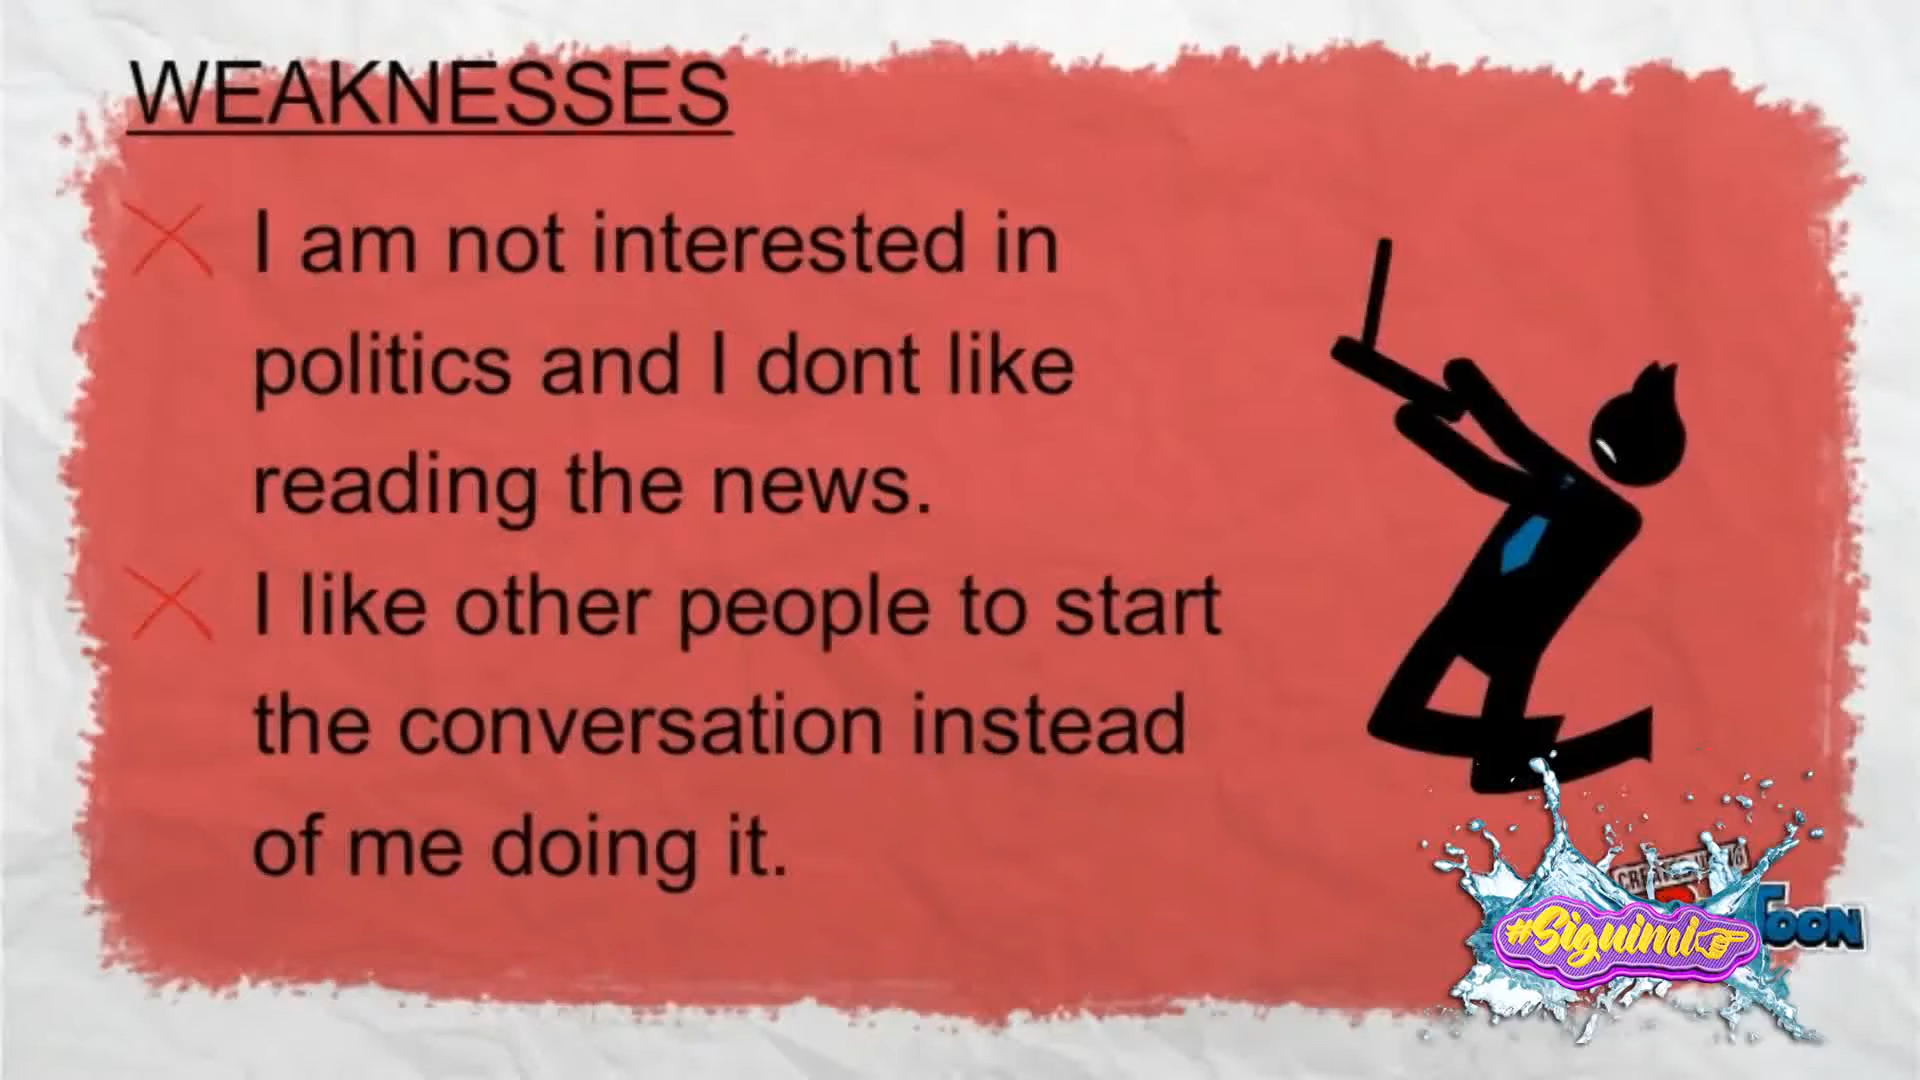 WEAKNESSES
I am not interested in
politics and I dont like
reading the news.
I like other people to start
the conversation instead
of me doing it.
#Siguimi
TOON